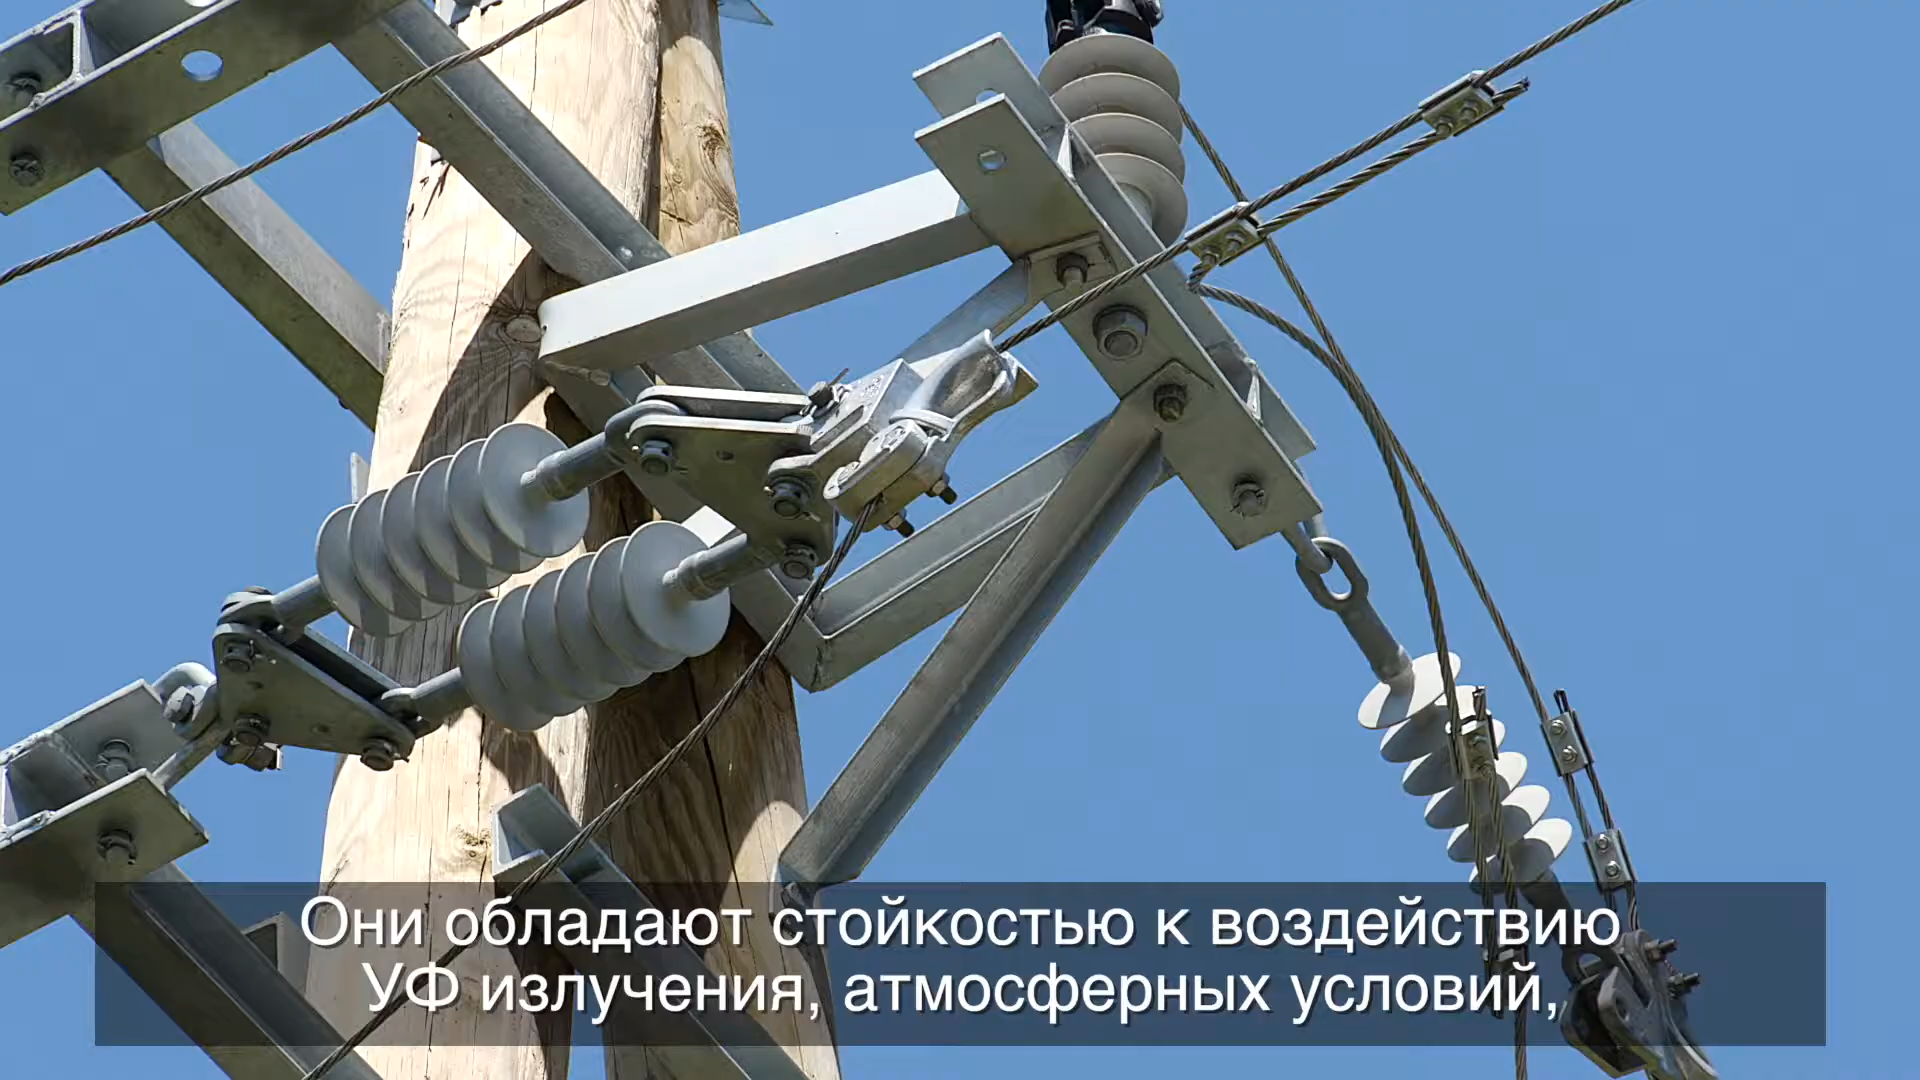 Они обладают стойкостью к воздействию
УФ излучения, атмосферных условий,